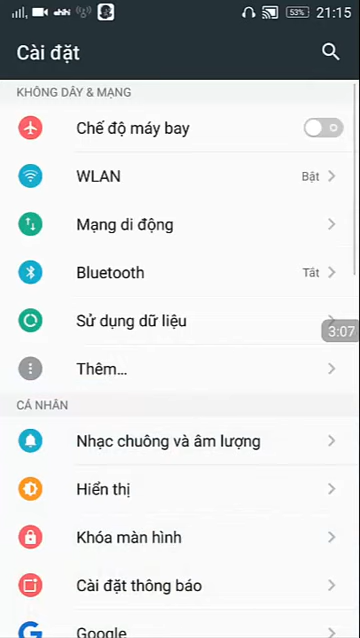 53% 21:15
Cài đặt
KHÔNG DÂY & MẠNG
Chế độ máy bay
WLAN Bật
Mạng di động
Bluetooth Tắt
Sử dụng dữ liệu
3:07
Thêm...
CÁ NHÂN
Nhạc chuông và âm lượng
Hiển thị
Khóa màn hình
Cài đặt thông báo
Google